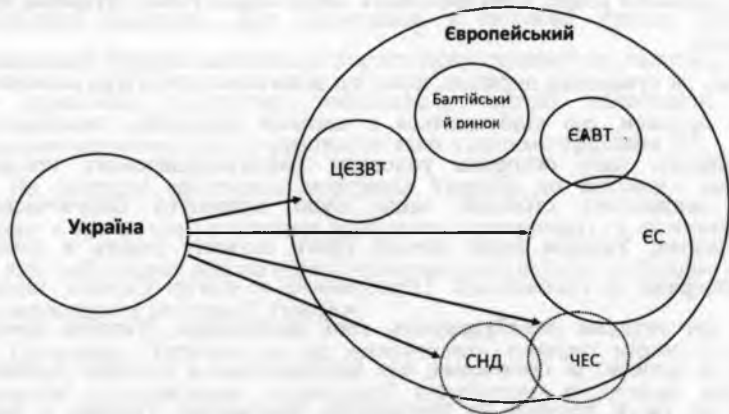 Європейський
Балтійськи
й ринок
ЄАВТ
ЦЄЗВТ
Україна
ЄС
СНД
ЧЕС